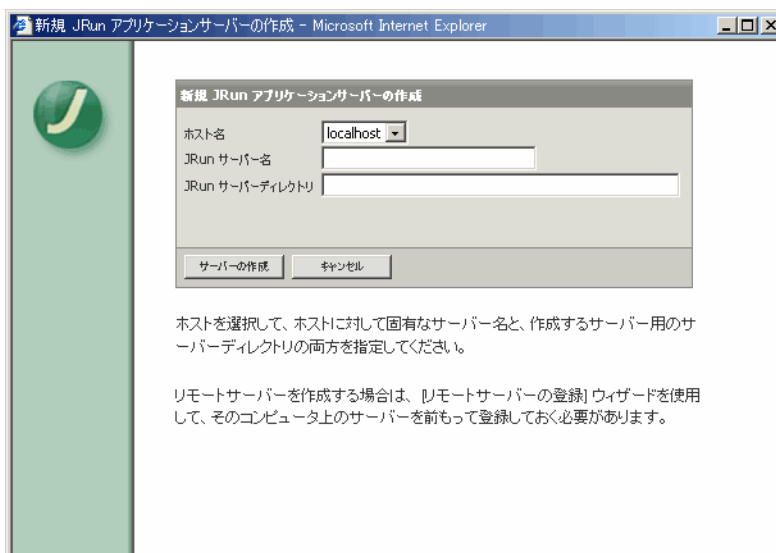 新規 JRun アプリケーションサーバーの作成 - Microsoft Internet Explorer
新規 JRun アプリケーションサーバーの作成
ホスト名 localhost
JRun サーバー名
JRun サーバーディレクトリ
サーバーの作成 キャンセル
ホストを選択して、ホストに対して固有なサーバー名と、作成するサーバー用のサ
ーバーディレクトリの両方を指定してください。
リモートサーバーを作成する場合は、[リモートサーバーの登録] ウィザードを使用
して、そのコンピュータ上のサーバーを前もって登録しておく必要があります。